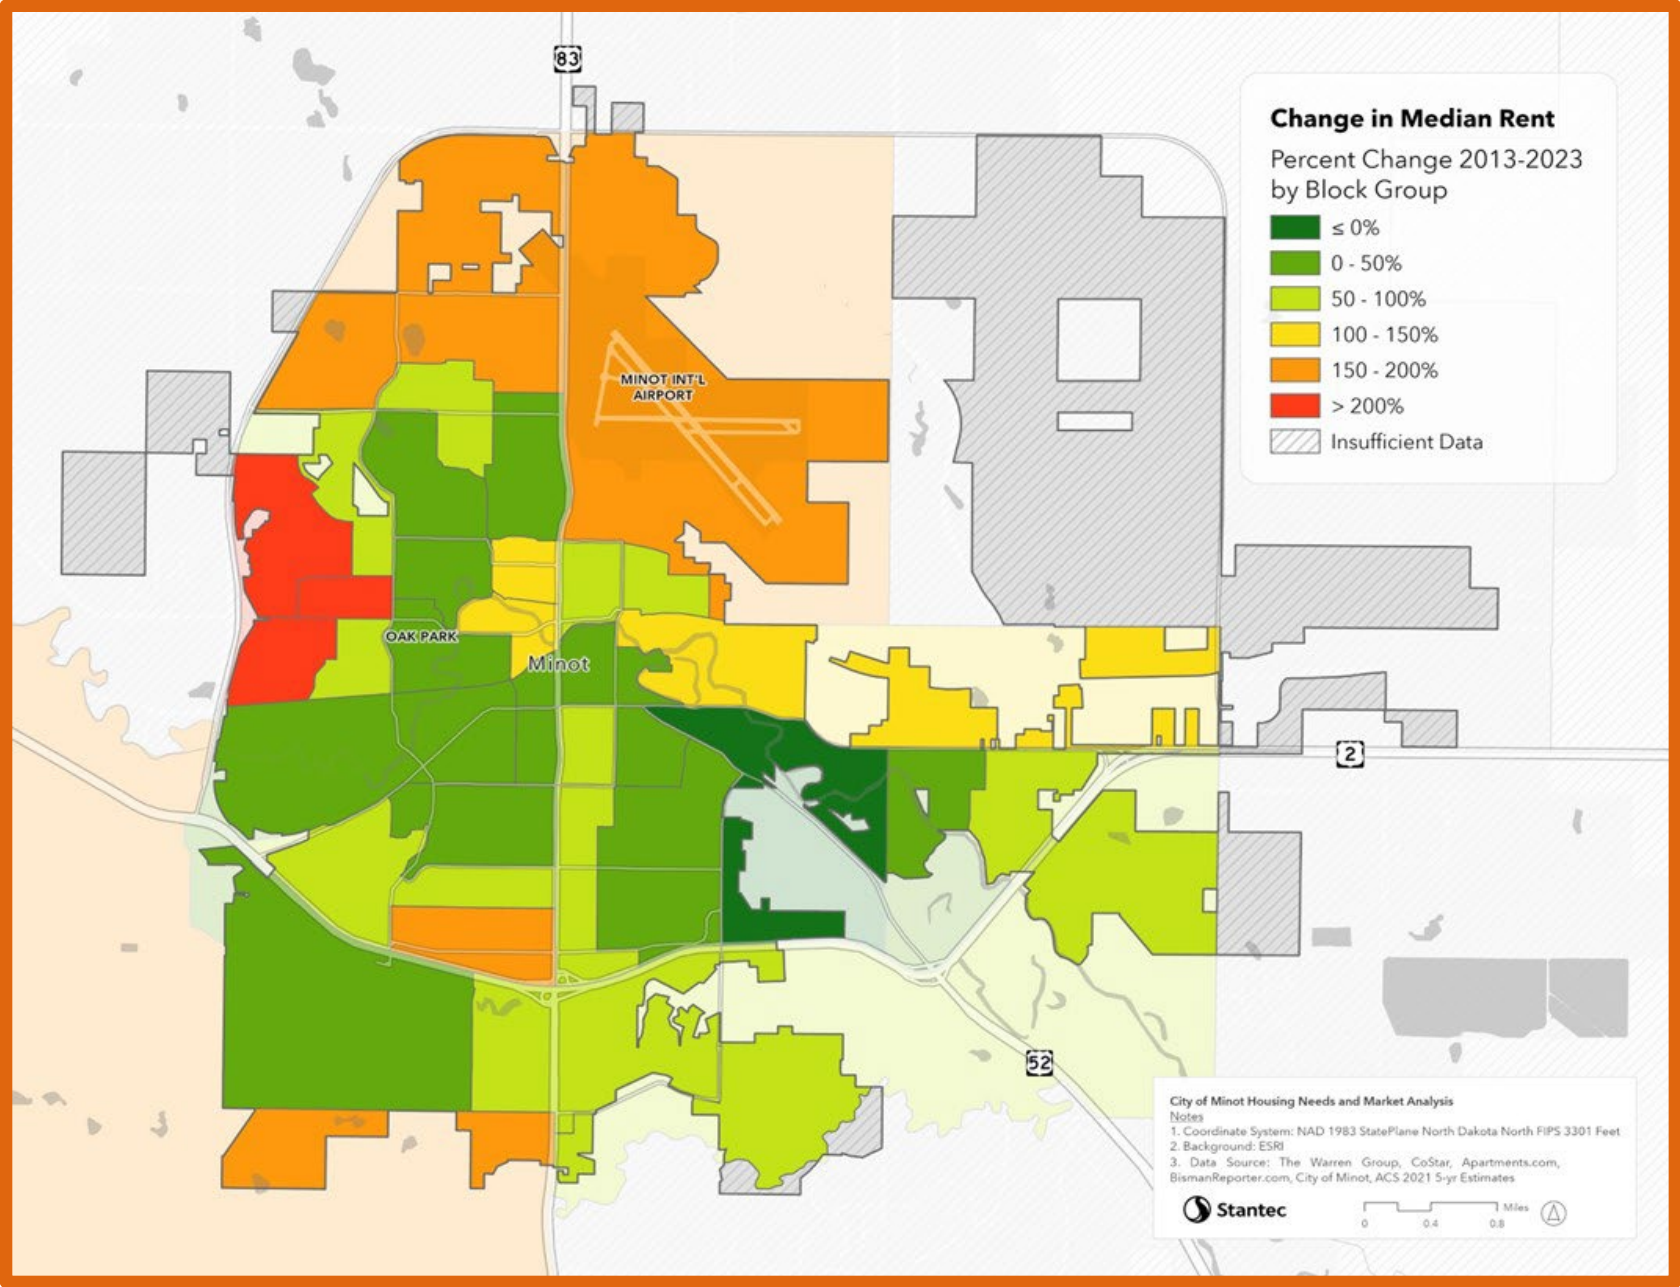 83
Change in Median Rent
Percent Change 2013-2023
by Block Group
≤ 0%
0 - 50%
50 - 100%
100 - 150%
150 - 200%
> 200%
Insufficient Data
MINOT INT'L
AIRPORT
OAK PARK
Minot
2
52
City of Minot Housing Needs and Market Analysis
Notes
1. Coordinate System: NAD 1983 StatePlane North Dakota North FIPS 3301 Feet
2. Background: ESRI
3. Data Source: The Warren Group, CoStar, Apartments.com,
BismanReporter.com, City of Minot, ACS 2021 5-yr Estimates
Stantec
Miles
0 0.4 0.8